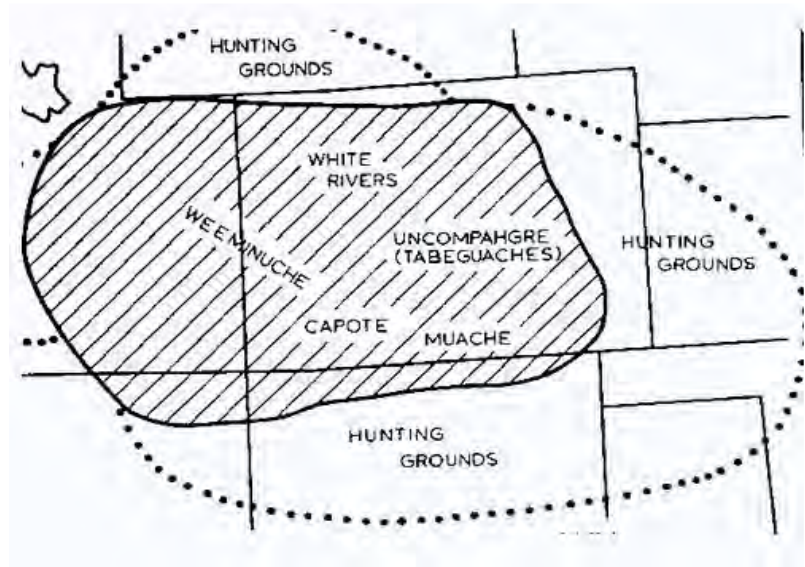 HUNTING
GROUNDS
WHITE
RIVERS
WEEMINUCHE
UNCOMPAHGRE
(TABEGUACHES)
HUNTING
GROUNDS
CAPOTE
MUACHE
HUNTING
GROUNDS